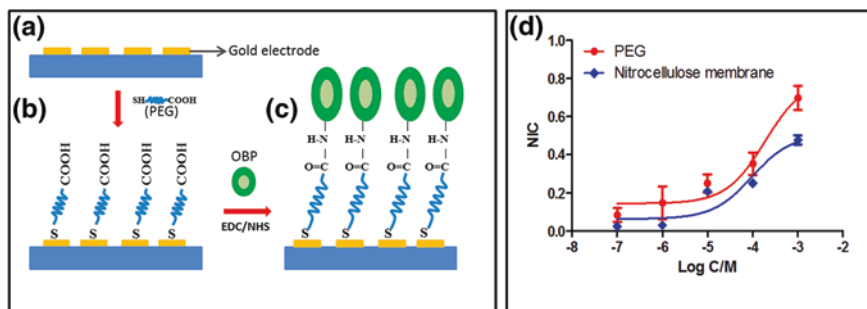 (a)
Gold electrode
SH COOH
(PEG)
(b)
COOH COOH COOH COOH
S S S S
OBP
EDC/NHS
(c)
H-N H-N H-N H-N
O=C O=C O=C O=C
S S S S
(d)
PEG
Nitrocellulose membrane
NIC
1.0
0.8
0.6
0.4
0.2
0.0
-8 -7 -6 -5 -4 -3 -2
Log C/M